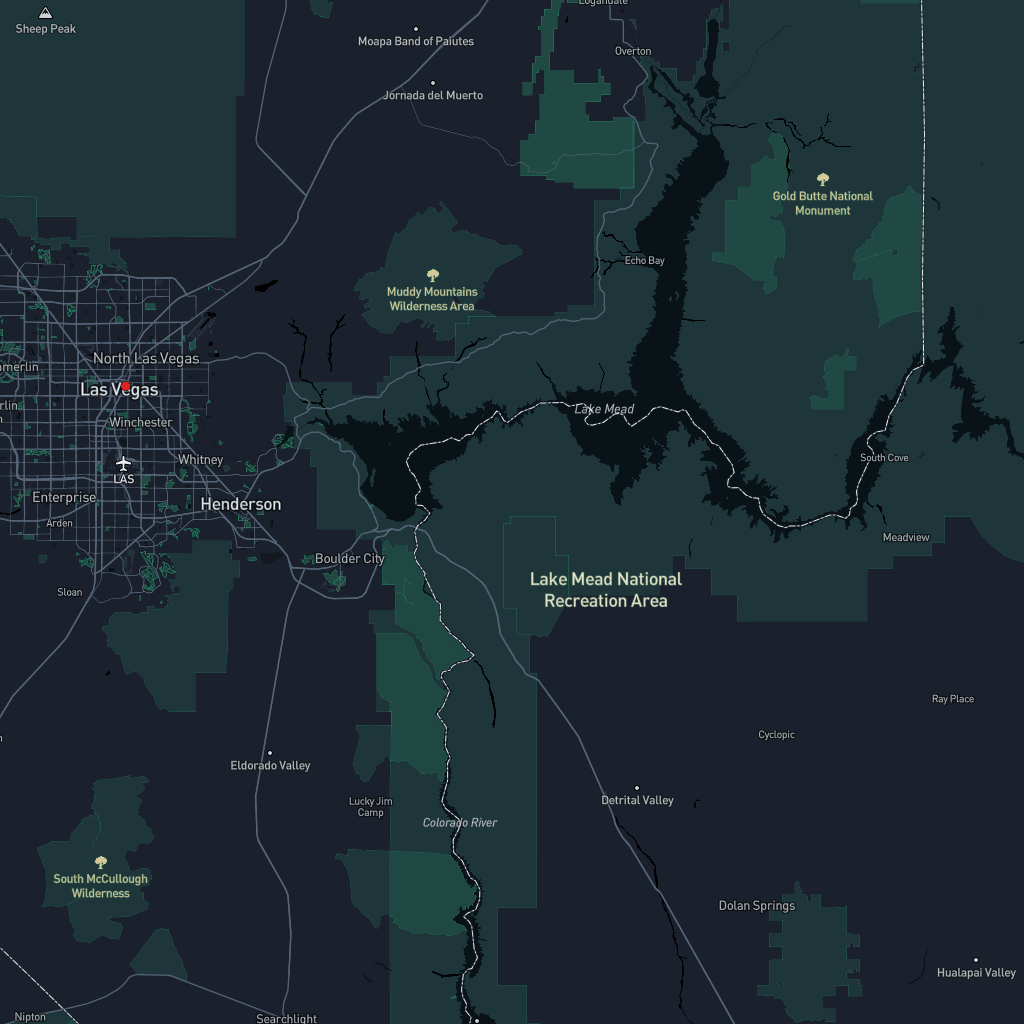 Logandale
Sheep Peak
Moapa Band of Paiutes
Overton
Jornada del Muerto
Gold Butte National
Monument
Echo Bay
Muddy Mountains
Wilderness Area
North Las Vegas
Las Vegas
Lake Mead
Winchester
Whitney
South Cove
LAS
Enterprise
Henderson
Arden
Meadview
Boulder City
Lake Mead National
Recreation Area
Sloan
Ray Place
Cyclopic
Eldorado Valley
Detrital Valley
Lucky Jim
Camp
Colorado River
South McCullough
Wilderness
Dolan Springs
Hualapai Valley
Nipton
Searchlight